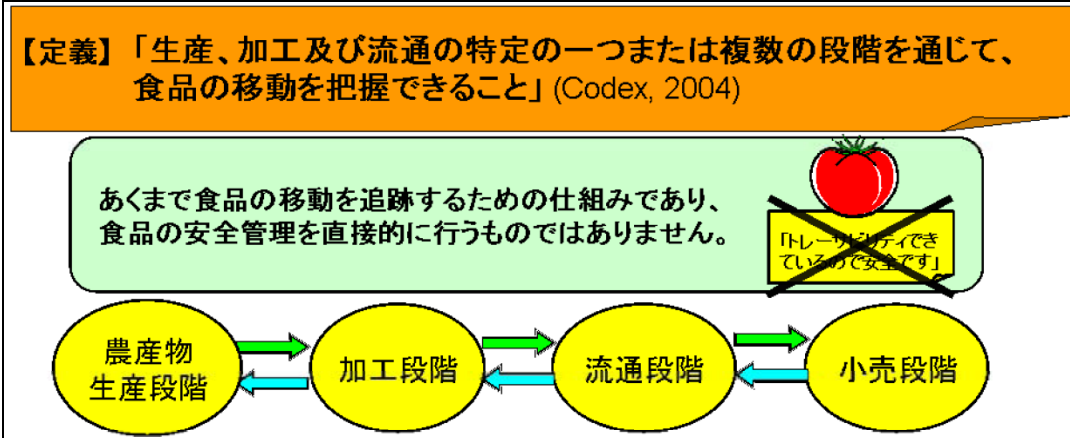 【定義】「生産、加工及び流通の特定の一つまたは複数の段階を通じて、
食品の移動を把握できること」(Codex, 2004)
あくまで食品の移動を追跡するための仕組みであり、
食品の安全管理を直接的に行うものではありません。
「トレーサビリティでき
ているので安全です」
農産物
生産段階
加工段階
流通段階
小売段階